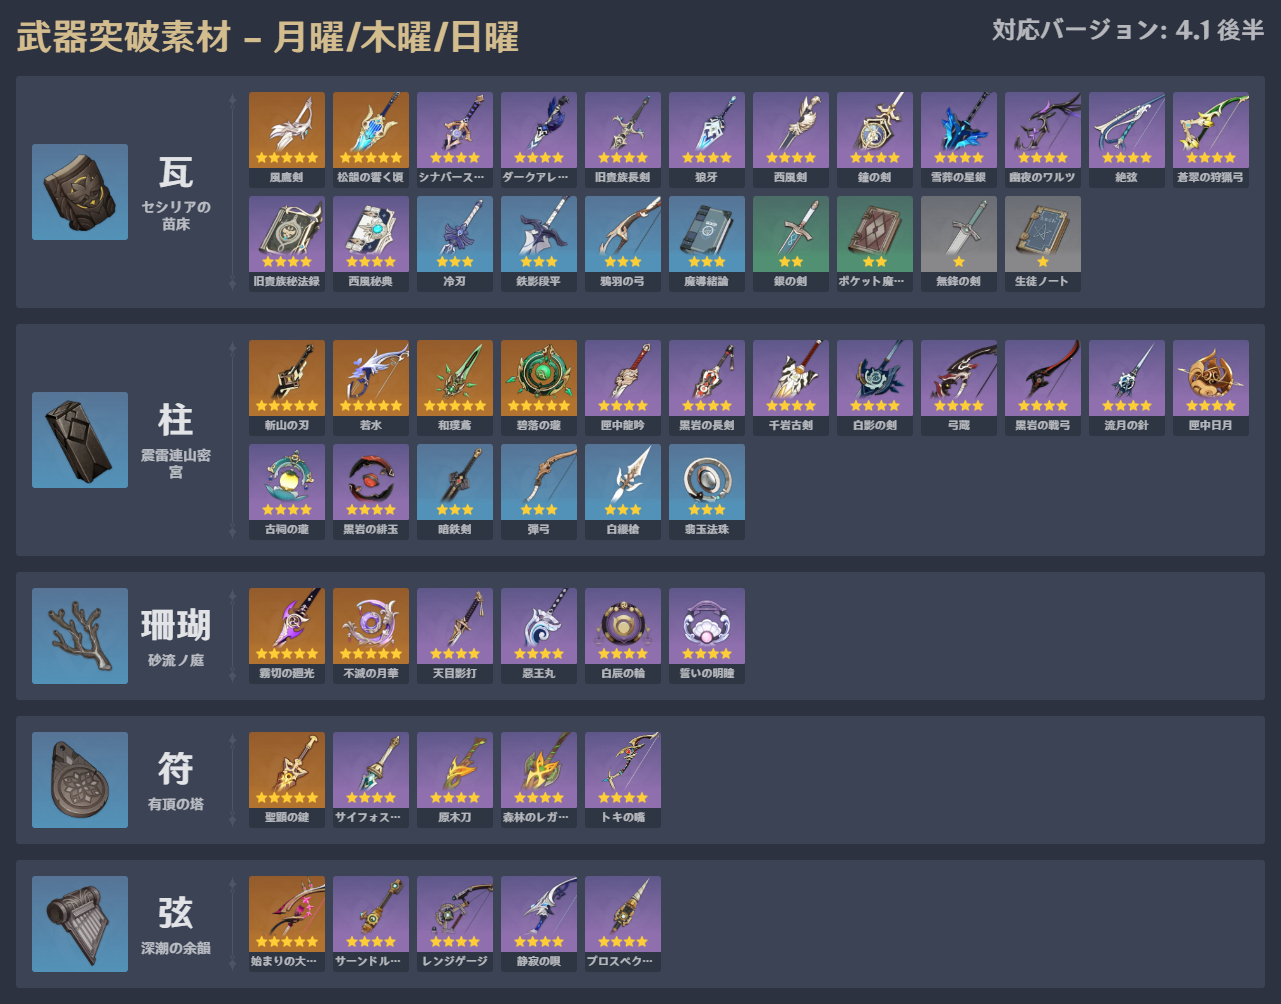 武器突破素材 – 月曜/木曜/日曜
対応バージョン: 4.1 後半
瓦
セシリアの
苗床
風鷹剣
松韻の響く頃
シナバース…
ダークアレ…
旧貴族長剣
狼牙
西風剣
鐘の剣
雪葬の星銀
幽夜のワルツ
絶弦
蒼翠の狩猟弓
旧貴族秘法録
西風秘典
冷刃
鉄影段平
鴉羽の弓
魔導緒論
銀の剣
ポケット魔…
無鋒の剣
生徒ノート
柱
震雷連山密
宮
斬山の刃
若水
和璞鳶
碧落の瓏
匣中龍吟
黒岩の長剣
千岩古剣
白影の剣
弓蔵
黒岩の戦弓
流月の針
匣中日月
古祠の瓏
黒岩の緋玉
暗鉄剣
弾弓
白纓槍
翡玉法珠
珊瑚
砂流ノ庭
霧切の廻光
不滅の月華
天目影打
惡王丸
白辰の輪
誓いの明瞳
符
有頂の塔
聖顕の鍵
サイフォス…
原木刀
森林のレガ…
トキの嘴
弦
深潮の余韻
始まりの大…
サーンドル…
レンジゲージ
静寂の唄
プロスペク…